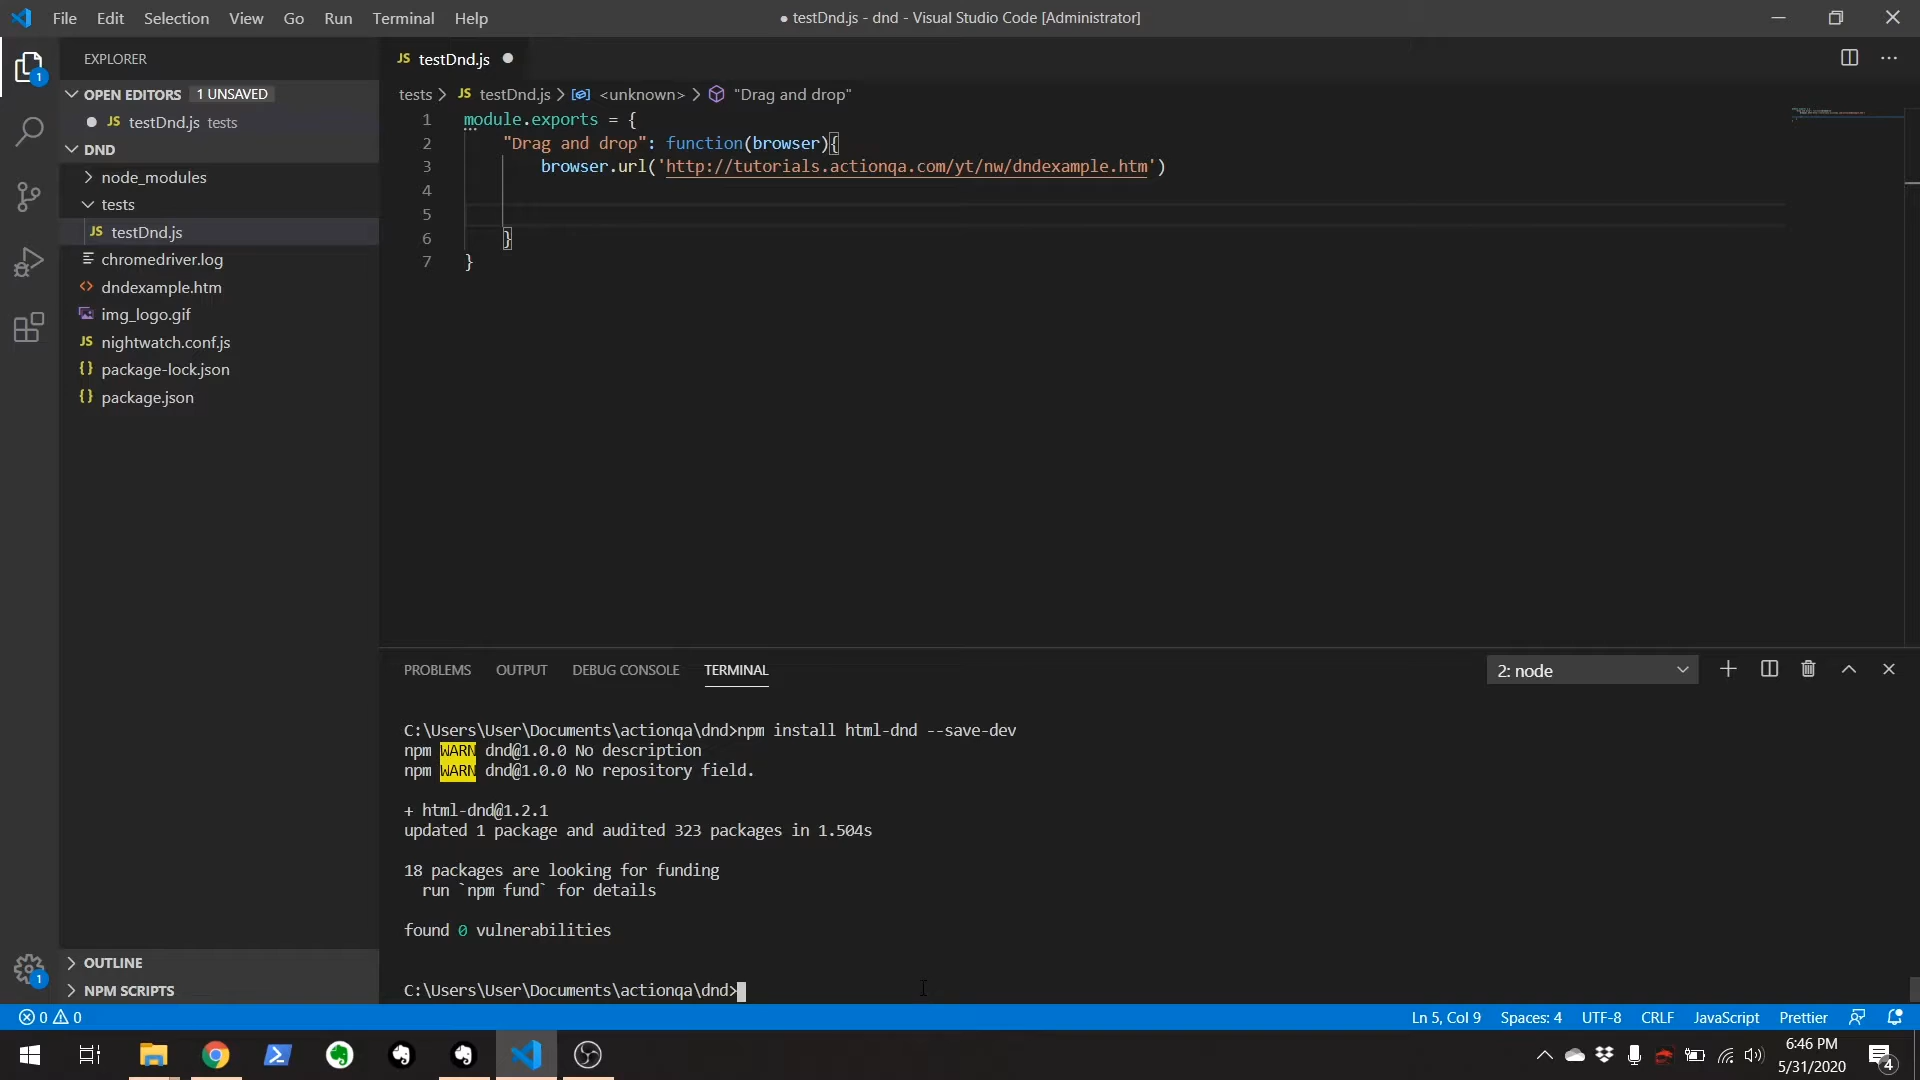 File Edit Selection View Go Run Terminal Help
● testDnd.js - dnd - Visual Studio Code [Administrator]
EXPLORER
OPEN EDITORS 1 UNSAVED
JS testDnd.js tests
DND
node_modules
tests
JS testDnd.js
chromedriver.log
<> dndexample.htm
img_logo.gif
JS nightwatch.conf.js
{} package-lock.json
{} package.json
OUTLINE
NPM SCRIPTS
1
1
JS testDnd.js
tests > JS testDnd.js > <unknown> > "Drag and drop"
1 module.exports = {
2 "Drag and drop": function(browser){
3 browser.url('http://tutorials.actionqa.com/yt/nw/dndexample.htm')
4
5
6 }
7 }
PROBLEMS OUTPUT DEBUG CONSOLE TERMINAL
2: node
C:\Users\User\Documents\actionqa\dnd>npm install html-dnd --save-dev
npm WARN dnd@1.0.0 No description
npm WARN dnd@1.0.0 No repository field.
+ html-dnd@1.2.1
updated 1 package and audited 323 packages in 1.504s
18 packages are looking for funding
run `npm fund` for details
found 0 vulnerabilities
C:\Users\User\Documents\actionqa\dnd>
0 0
Ln 5, Col 9 Spaces: 4 UTF-8 CRLF JavaScript Prettier
6:46 PM
5/31/2020
4